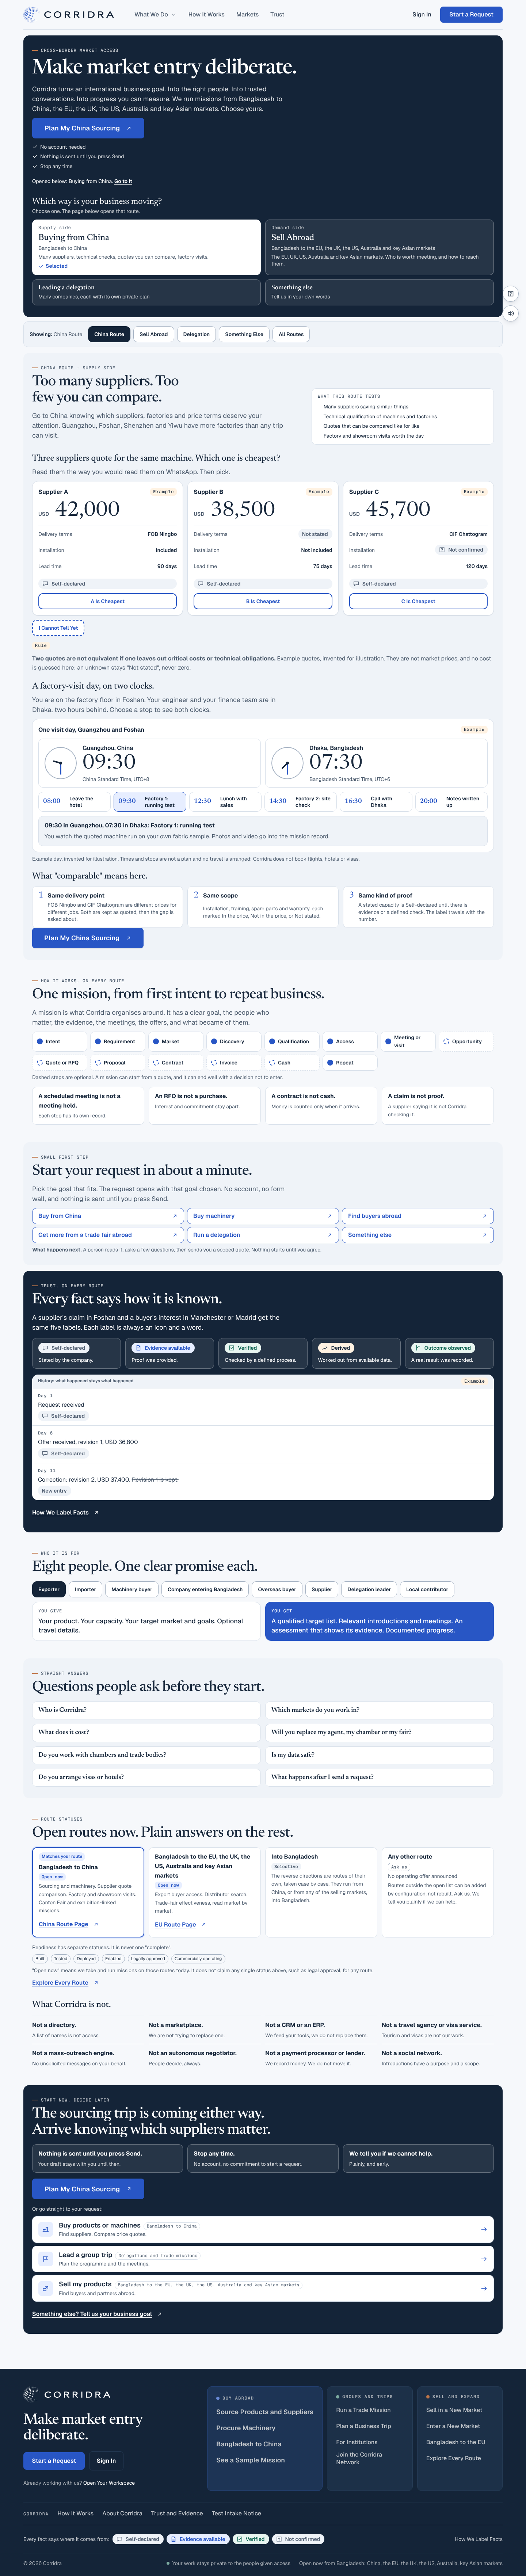 CORRIDRA
What We Do
How It Works
Markets
Trust
Sign In
Start a Request
CROSS-BORDER MARKET ACCESS
Make market entry deliberate.
Corridra turns an international business goal. Into the right people. Into trusted
conversations. Into progress you can measure. We run missions from Bangladesh to
China, the EU, the UK, the US, Australia and key Asian markets. Choose yours.
Plan My China Sourcing
No account needed
Nothing is sent until you press Send
Stop any time
Opened below: Buying from China. Go to It
Which way is your business moving?
Choose one. The page below opens that route.
Supply side
Buying from China
Bangladesh to China
Many suppliers, technical checks, quotes you can compare, factory visits.
Selected
Demand side
Sell Abroad
Bangladesh to the EU, the UK, the US, Australia and key Asian markets
The EU, UK, US, Australia and key Asian markets. Who is worth meeting, and how to reach
them.
Leading a delegation
Many companies, each with its own private plan
Something else
Tell us in your own words
Showing: China Route
China Route
Sell Abroad
Delegation
Something Else
All Routes
CHINA ROUTE · SUPPLY SIDE
Too many suppliers. Too
few you can compare.
Go to China knowing which suppliers, factories and price terms deserve your
attention. Guangzhou, Foshan, Shenzhen and Yiwu have more factories than any trip
can visit.
WHAT THIS ROUTE TESTS
Many suppliers saying similar things
Technical qualification of machines and factories
Quotes that can be compared like for like
Factory and showroom visits worth the day
Three suppliers quote for the same machine. Which one is cheapest?
Read them the way you would read them on WhatsApp. Then pick.
Supplier A
Example
USD 42,000
Delivery terms
FOB Ningbo
Installation
Included
Lead time
90 days
Self-declared
A Is Cheapest
Supplier B
Example
USD 38,500
Delivery terms
Not stated
Installation
Not included
Lead time
75 days
Self-declared
B Is Cheapest
Supplier C
Example
USD 45,700
Delivery terms
CIF Chattogram
Installation
Not confirmed
Lead time
120 days
Self-declared
C Is Cheapest
I Cannot Tell Yet
Rule
Two quotes are not equivalent if one leaves out critical costs or technical obligations. Example quotes, invented for illustration. They are not market prices, and no cost
is guessed: an unknown stays "Not stated", never zero.
A factory-visit day, on two clocks.
You are on the factory floor in Foshan. Your engineer and your finance team are in
Dhaka, two hours behind. Choose a stop to see both clocks.
One visit day, Guangzhou and Foshan
Example
Guangzhou, China
09:30
China Standard Time, UTC+8
Dhaka, Bangladesh
07:30
Bangladesh Standard Time, UTC+6
08:00 Leave the hotel
09:30 Factory 1: running test
12:30 Lunch with sales
14:30 Factory 2: site check
16:30 Call with Dhaka
20:00 Notes written up
09:30 in Guangzhou, 07:30 in Dhaka: Factory 1: running test
You watch the quoted machine run on your own fabric sample. Photos and video go into the mission record.
Example day, invented for illustration. Times and stops are not a plan and no travel is arranged: Corridra does not book flights, hotels or visas.
What "comparable" means here.
1 Same delivery point
FOB Ningbo and CIF Chattogram are different prices for
different jobs. Both are kept as quoted, then the gap is
asked about.
2 Same scope
Installation, training, spare parts and warranty, each
marked in the price, Not in the price, or Not stated.
3 Same kind of proof
A stated capacity is Self-declared until there is
evidence or a defined check. The label travels with the
number.
Plan My China Sourcing
HOW IT WORKS, ON EVERY ROUTE
One mission, from first intent to repeat business.
A mission is what Corridra organises around. It has a clear goal, the people who
matter, the evidence, the meetings, the offers, and what became of them.
Intent
Requirement
Market
Discovery
Qualification
Access
Meeting or visit
Opportunity
Quote or RFQ
Proposal
Contract
Invoice
Cash
Repeat
Dashed steps are optional. A mission can start from a quote, and it can end well with a decision not to enter.
A scheduled meeting is not a
meeting held.
Each step has its own record.
An RFQ is not a purchase.
Interest and commitment stay apart.
A contract is not cash.
Money is counted only when it arrives.
A claim is not proof.
A supplier saying it is not Corridra
checking it.
SMALL FIRST STEP
Start your request in about a minute.
Pick the goal that fits. The request opens with that goal chosen. No account, no form
wall, and nothing is sent until you press Send.
Buy from China
Buy machinery
Find buyers abroad
Get more from a trade fair abroad
Run a delegation
Something else
What happens next. A person reads it, asks a few questions, then sends you a scoped quote. Nothing starts until you agree.
TRUST, ON EVERY ROUTE
Every fact says how it is known.
A supplier's claim in Foshan and a buyer's interest in Manchester or Madrid get the
same five labels. Each label is always an icon and a word.
Self-declared
Stated by the company.
Evidence available
Proof was provided.
Verified
Checked by a defined process.
Derived
Worked out from available data.
Outcome observed
A real result was recorded.
History: what happened stays what happened
Example
Day 1
Request received
Self-declared
Day 6
Offer received, revision 1, USD 36,800
Self-declared
Day 11
Correction: revision 2, USD 37,400. Revision 1 is kept.
New entry
How We Label Facts
WHO IT IS FOR
Eight people. One clear promise each.
Exporter
Importer
Machinery buyer
Company entering Bangladesh
Overseas buyer
Supplier
Delegation leader
Local contributor
YOU GIVE
Your product. Your capacity. Your target market and goals. Optional
travel details.
YOU GET
A qualified target list. Relevant introductions and meetings. An
assessment that shows its evidence. Documented progress.
STRAIGHT ANSWERS
Questions people ask before they start.
Who is Corridra?
Which markets do you work in?
What does it cost?
Will you replace my agent, my chamber or my fair?
Do you work with chambers and trade bodies?
Is my data safe?
Do you arrange visas or hotels?
What happens after I send a request?
ROUTE STATUSES
Open routes now. Plain answers on the rest.
Matches your route
Bangladesh to China
Open now
Sourcing and machinery. Supplier quote
comparison. Factory and showroom visits.
Canton Fair and exhibition-linked
missions.
China Route Page
Bangladesh to the EU, the UK, the
US, Australia and key Asian
markets
Open now
Export buyer access. Distributor search.
Trade-fair effectiveness, read market by
market.
EU Route Page
Into Bangladesh
Selective
The reverse directions are routes of their
own, taken case by case. They run from
China, or from any of the selling markets,
into Bangladesh.
Any other route
Ask us
No operating offer announced
Routes outside the open list can be added
by configuration, not rebuilt. Ask us. We
tell you plainly if we can help.
Readiness has separate statuses. It is never one "complete".
Built
Tested
Deployed
Enabled
Legally approved
Commercially operating
"Open now" means we take and run missions on those routes today. It does not claim any single status above, such as legal approval, for any route.
Explore Every Route
What Corridra is not.
Not a directory.
A list of names is not access.
Not a marketplace.
We are not trying to replace one.
Not a CRM or an ERP.
We feed your tools, we do not replace them.
Not a travel agency or visa service.
Tourism and visas are not our work.
Not a mass-outreach engine.
No unsolicited messages on your behalf.
Not an autonomous negotiator.
People decide, always.
Not a payment processor or lender.
We record money. We do not move it.
Not a social network.
Introductions have a purpose and a scope.
START NOW, DECIDE LATER
The sourcing trip is coming either way.
Arrive knowing which suppliers matter.
Nothing is sent until you press Send.
Your draft stays with you until then.
Stop any time.
No account, no commitment to start a request.
We tell you if we cannot help.
Plainly, and early.
Plan My China Sourcing
Or go straight to your request:
Buy products or machines Bangladesh to China
Find suppliers. Compare price quotes.
Lead a group trip Delegations and trade missions
Plan the programme and the meetings.
Sell my products Bangladesh to the EU, the UK, the US, Australia and key Asian markets
Find buyers and partners abroad.
Something else? Tell us your business goal
CORRIDRA
Make market entry
deliberate.
Start a Request
Sign In
Already working with us? Open Your Workspace
BUY ABROAD
Source Products and Suppliers
Procure Machinery
Bangladesh to China
See a Sample Mission
GROUPS AND TRIPS
Run a Trade Mission
Plan a Business Trip
For Institutions
Join the Corridra
Network
SELL AND EXPAND
Sell in a New Market
Enter a New Market
Bangladesh to the EU
Explore Every Route
CORRIDRA
How It Works
About Corridra
Trust and Evidence
Test Intake Notice
Every fact says where it comes from:
Self-declared
Evidence available
Verified
Not confirmed
How We Label Facts
© 2026 Corridra
Your work stays private to the people given access
Open now from Bangladesh: China, the EU, the UK, the US, Australia, key Asian markets